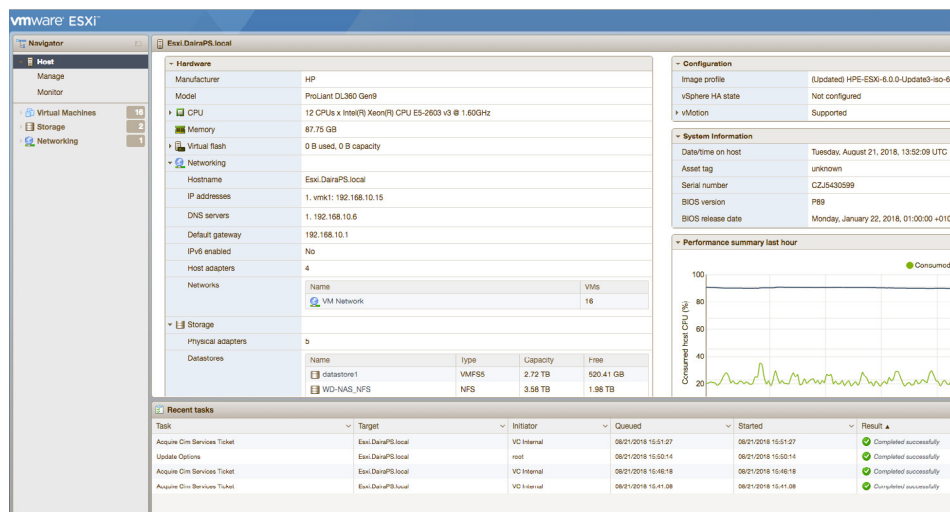 vmware ESXi™
Navigator
Host
Manage
Monitor
Virtual Machines 16
Storage 2
Networking 1
Esxi.DairaPS.local
Hardware
Manufacturer HP
Model ProLiant DL360 Gen9
CPU 12 CPUs x Intel(R) Xeon(R) CPU E5-2603 v3 @ 1.60GHz
Memory 87.75 GB
Virtual flash 0 B used, 0 B capacity
Networking
Hostname Esxi.DairaPS.local
IP addresses 1. vmk1: 192.168.10.15
DNS servers 1. 192.168.10.6
Default gateway 192.168.10.1
IPv6 enabled No
Host adapters 4
Networks Name VMs
VM Network 16
Storage
Physical adapters 5
Datastores Name Type Capacity Free
datastore1 VMFS5 2.72 TB 520.41 GB
WD-NAS_NFS NFS 3.58 TB 1.98 TB
Configuration
Image profile (Updated) HPE-ESXi-6.0.0-Update3-iso-6
vSphere HA state Not configured
vMotion Supported
System Information
Date/time on host Tuesday, August 21, 2018, 13:52:09 UTC
Asset tag unknown
Serial number CZJ5430599
BIOS version P89
BIOS release date Monday, January 22, 2018, 01:00:00 +010
Performance summary last hour
Consumed
Consumed host CPU (%)
100
80
60
40
20
Recent tasks
Task Target Initiator Queued Started Result ▲
Acquire Cim Services Ticket Esxi.DairaPS.local VC Internal 08/21/2018 15:51:27 08/21/2018 15:51:27 Completed successfully
Update Options Esxi.DairaPS.local root 08/21/2018 15:50:14 08/21/2018 15:50:14 Completed successfully
Acquire Cim Services Ticket Esxi.DairaPS.local VC Internal 08/21/2018 15:46:18 08/21/2018 15:46:18 Completed successfully
Acquire Cim Services Ticket Esxi.DairaPS.local VC Internal 08/21/2018 15:41:08 08/21/2018 15:41:08 Completed successfully